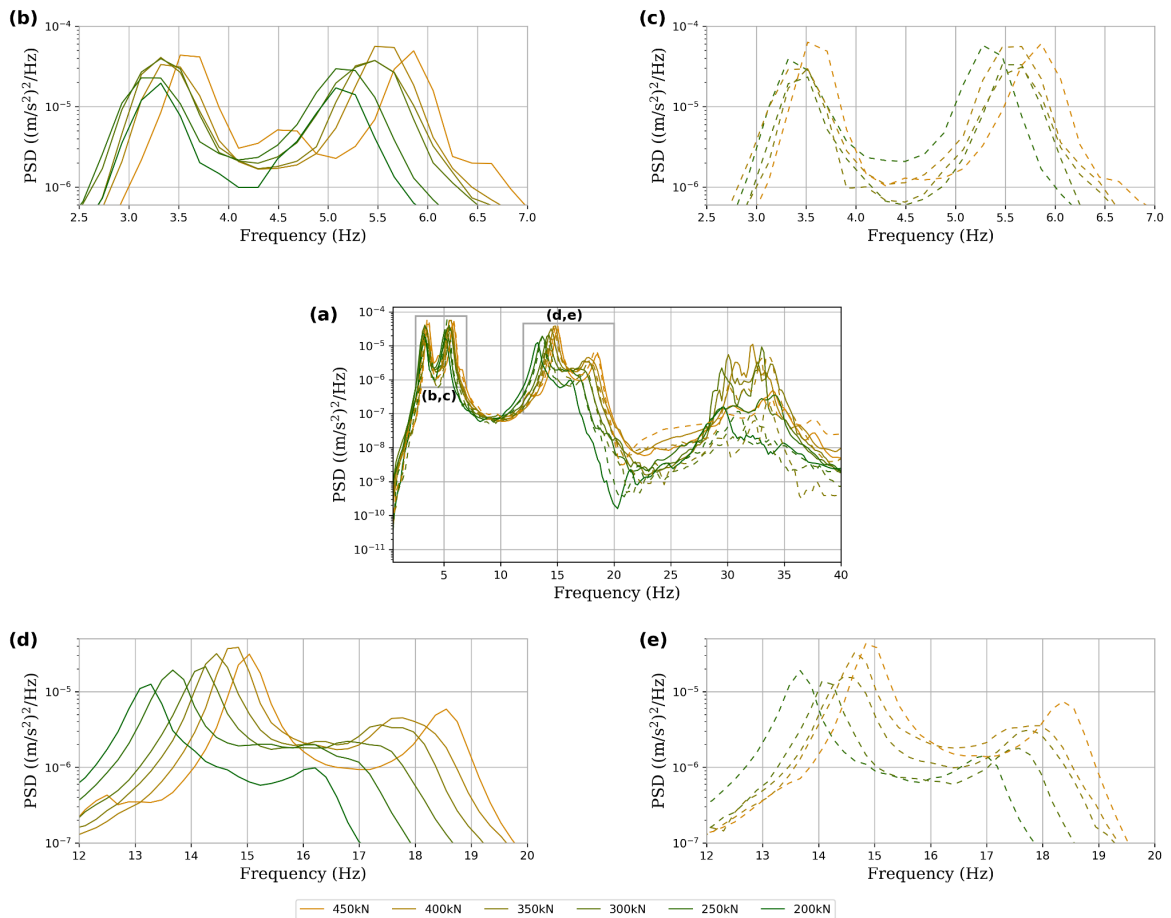 (b)
PSD ((m/s²)²/Hz)
10⁻⁴
10⁻⁵
10⁻⁶
2.5 3.0 3.5 4.0 4.5 5.0 5.5 6.0 6.5 7.0
Frequency (Hz)
(c)
PSD ((m/s²)²/Hz)
10⁻⁴
10⁻⁵
10⁻⁶
2.5 3.0 3.5 4.0 4.5 5.0 5.5 6.0 6.5 7.0
Frequency (Hz)
(a)
PSD ((m/s²)²/Hz)
10⁻⁴
10⁻⁵
10⁻⁶
10⁻⁷
10⁻⁸
10⁻⁹
10⁻¹⁰
10⁻¹¹
(d,e)
(b,c)
5 10 15 20 25 30 35 40
Frequency (Hz)
(d)
PSD ((m/s²)²/Hz)
10⁻⁵
10⁻⁶
10⁻⁷
12 13 14 15 16 17 18 19 20
Frequency (Hz)
(e)
PSD ((m/s²)²/Hz)
10⁻⁵
10⁻⁶
10⁻⁷
12 13 14 15 16 17 18 19 20
Frequency (Hz)
450kN 400kN 350kN 300kN 250kN 200kN